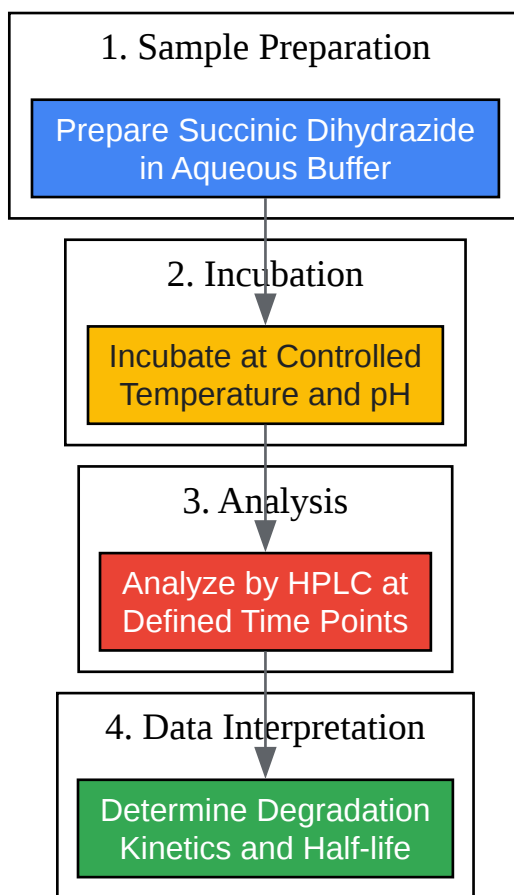 1. Sample Preparation
Prepare Succinic Dihydrazide
in Aqueous Buffer
2. Incubation
Incubate at Controlled
Temperature and pH
3. Analysis
Analyze by HPLC at
Defined Time Points
4. Data Interpretation
Determine Degradation
Kinetics and Half-life